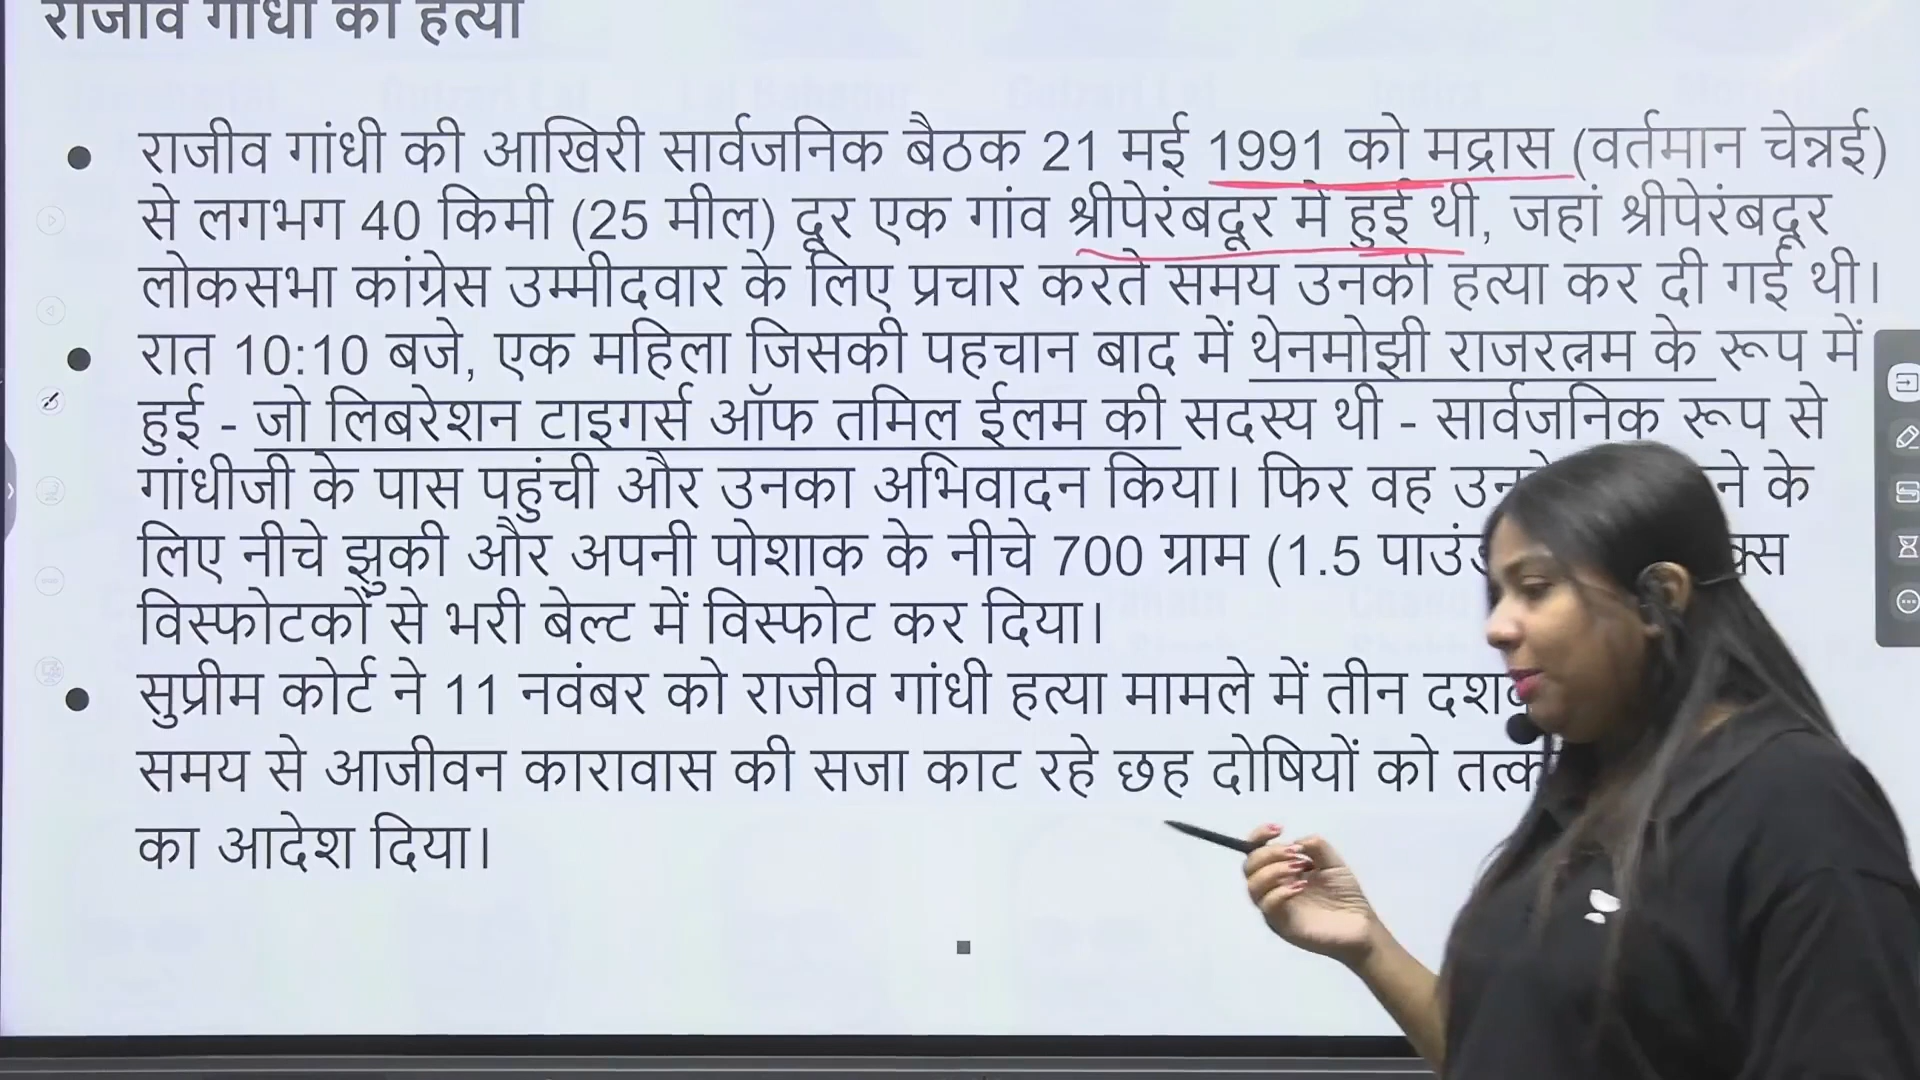 राजीव गांधी की हत्या
• राजीव गांधी की आखिरी सार्वजनिक बैठक 21 मई 1991 को मद्रास (वर्तमान चेन्नई)
से लगभग 40 किमी (25 मील) दूर एक गांव श्रीपेरंबदूर में हुई थी, जहां श्रीपेरंबदूर
लोकसभा कांग्रेस उम्मीदवार के लिए प्रचार करते समय उनकी हत्या कर दी गई थी।
• रात 10:10 बजे, एक महिला जिसकी पहचान बाद में थेनमोझी राजरत्नम के रूप में
हुई - जो लिबरेशन टाइगर्स ऑफ तमिल ईलम की सदस्य थी - सार्वजनिक रूप से
गांधीजी के पास पहुंची और उनका अभिवादन किया। फिर वह के
लिए नीचे झुकी और अपनी पोशाक के नीचे 700 ग्राम (1.5
विस्फोटकों से भरी बेल्ट में विस्फोट कर दिया।
• सुप्रीम कोर्ट ने 11 नवंबर को राजीव गांधी हत्या मामले में तीन
समय से आजीवन कारावास की सजा काट रहे छह दोषियों को
का आदेश दिया।